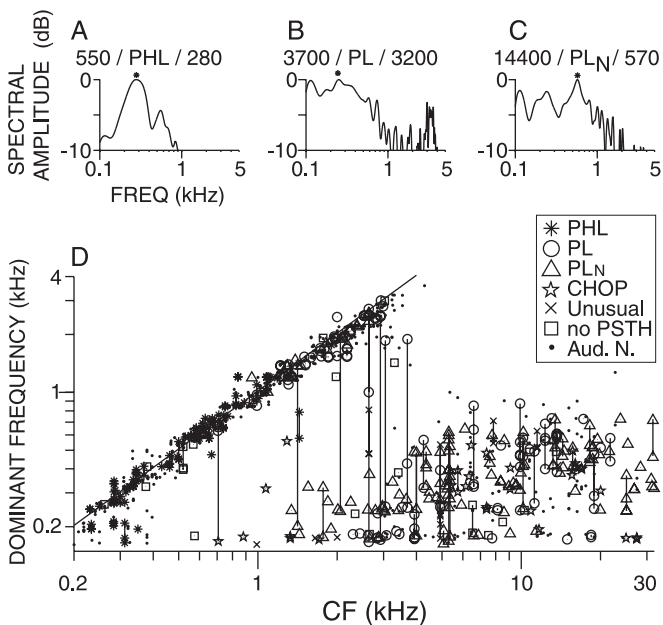 A B C
550 / PHL / 280 3700 / PL / 3200 14400 / PLN / 570
SPECTRAL AMPLITUDE (dB)
0 0 0
-10 -10 -10
0.1 1 5 0.1 1 5 0.1 1 5
FREQ (kHz)
D
PHL
PL
PLN
CHOP
Unusual
no PSTH
Aud. N.
DOMINANT FREQUENCY (kHz)
4
1
0.2
0.2 1 10 30
CF (kHz)